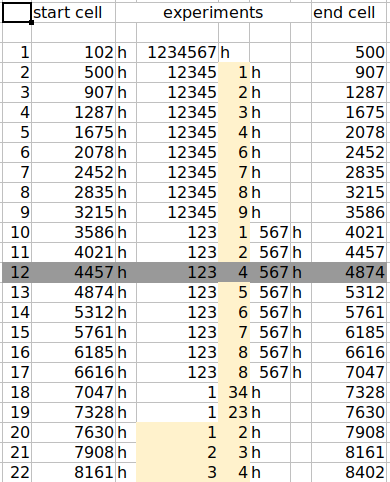 start cell experiments end cell
1 102 h 1234567 h 500
2 500 h 12345 1 h 907
3 907 h 12345 2 h 1287
4 1287 h 12345 3 h 1675
5 1675 h 12345 4 h 2078
6 2078 h 12345 6 h 2452
7 2452 h 12345 7 h 2835
8 2835 h 12345 8 h 3215
9 3215 h 12345 9 h 3586
10 3586 h 123 1 567 h 4021
11 4021 h 123 2 567 h 4457
12 4457 h 123 4 567 h 4874
13 4874 h 123 5 567 h 5312
14 5312 h 123 6 567 h 5761
15 5761 h 123 7 567 h 6185
16 6185 h 123 8 567 h 6616
17 6616 h 123 8 567 h 7047
18 7047 h 1 34 h 7328
19 7328 h 1 23 h 7630
20 7630 h 1 2 h 7908
21 7908 h 2 3 h 8161
22 8161 h 3 4 h 8402